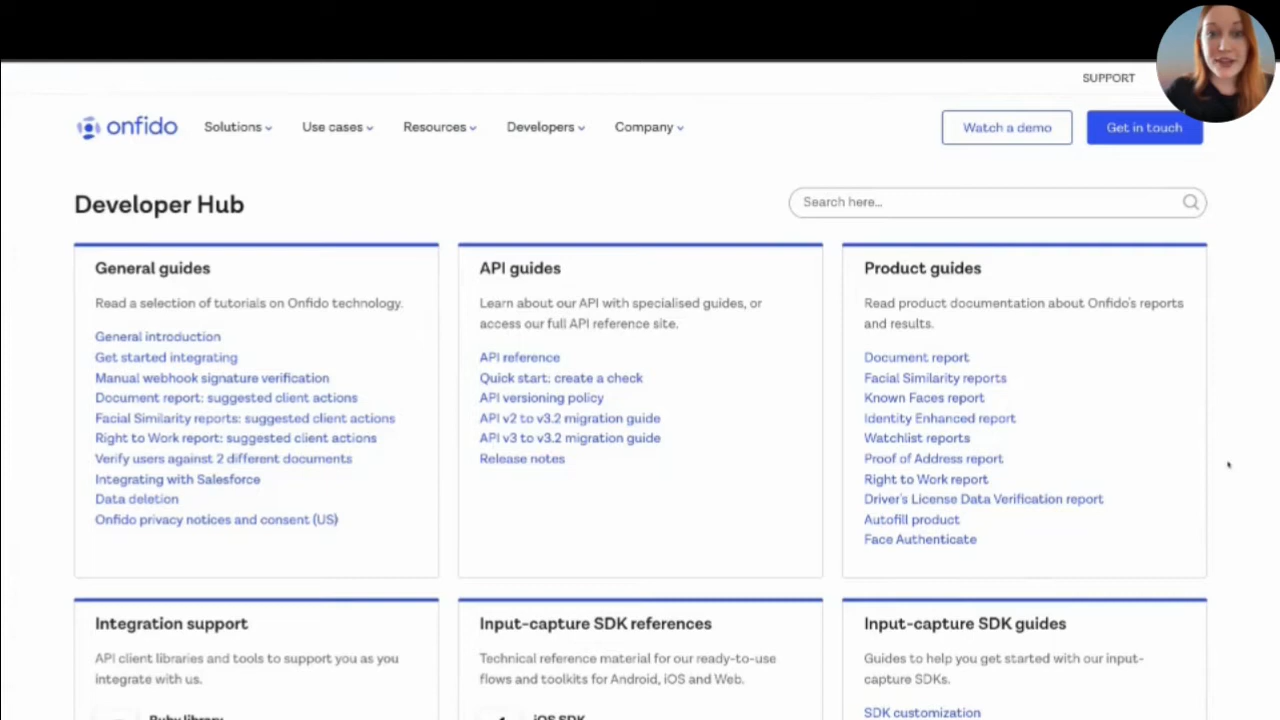 SUPPORT
onfido
Solutions
Use cases
Resources
Developers
Company
Watch a demo
Get in touch
Developer Hub
Search here...
General guides
Read a selection of tutorials on Onfido technology.
General introduction
Get started integrating
Manual webhook signature verification
Document report: suggested client actions
Facial Similarity reports: suggested client actions
Right to Work report: suggested client actions
Verify users against 2 different documents
Integrating with Salesforce
Data deletion
Onfido privacy notices and consent (US)
API guides
Learn about our API with specialised guides, or
access our full API reference site.
API reference
Quick start: create a check
API versioning policy
API v2 to v3.2 migration guide
API v3 to v3.2 migration guide
Release notes
Product guides
Read product documentation about Onfido's reports
and results.
Document report
Facial Similarity reports
Known Faces report
Identity Enhanced report
Watchlist reports
Proof of Address report
Right to Work report
Driver's License Data Verification report
Autofill product
Face Authenticate
Integration support
API client libraries and tools to support you as you
integrate with us.
Ruby library
Input-capture SDK references
Technical reference material for our ready-to-use
flows and toolkits for Android, iOS and Web.
iOS SDK
Input-capture SDK guides
Guides to help you get started with our input-
capture SDKs.
SDK customization